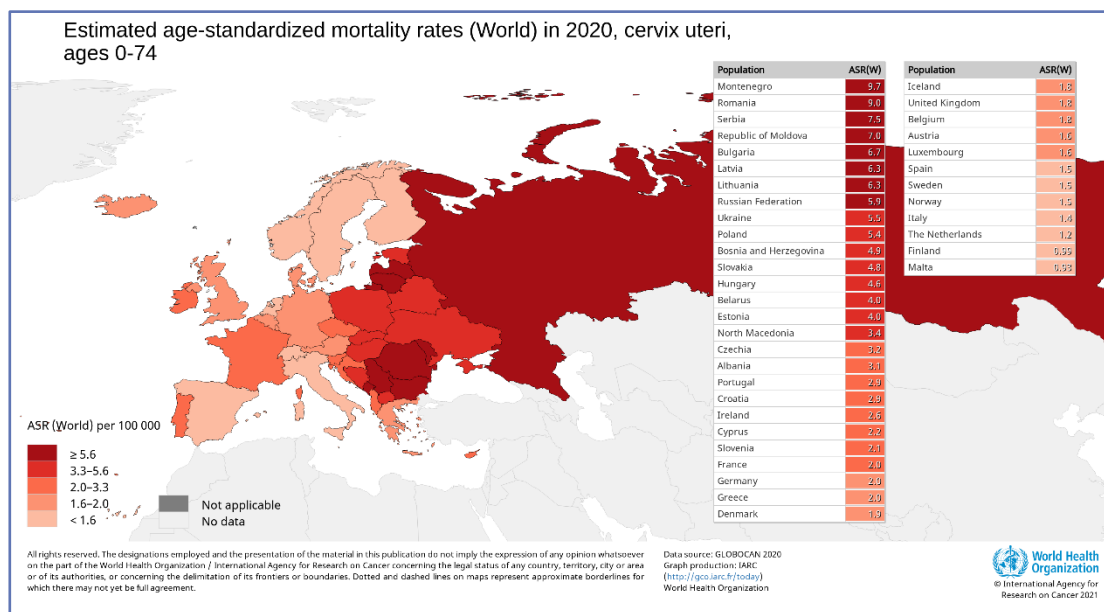 Estimated age-standardized mortality rates (World) in 2020, cervix uteri,
ages 0-74
Population ASR(W)
Montenegro 9.7
Romania 9.0
Serbia 7.5
Republic of Moldova 7.0
Bulgaria 6.7
Latvia 6.3
Lithuania 6.3
Russian Federation 5.9
Ukraine 5.5
Poland 5.4
Bosnia and Herzegovina 4.9
Slovakia 4.8
Hungary 4.6
Belarus 4.0
Estonia 4.0
North Macedonia 3.4
Czechia 3.2
Albania 3.1
Portugal 2.9
Croatia 2.9
Ireland 2.6
Cyprus 2.2
Slovenia 2.1
France 2.0
Germany 2.0
Greece 2.0
Denmark 1.9
Population ASR(W)
Iceland 1.8
United Kingdom 1.8
Belgium 1.8
Austria 1.6
Luxembourg 1.6
Spain 1.5
Sweden 1.5
Norway 1.5
Italy 1.4
The Netherlands 1.2
Finland 0.99
Malta 0.93
ASR (World) per 100 000
≥ 5.6
3.3–5.6
2.0–3.3
1.6–2.0
< 1.6
Not applicable
No data
All rights reserved. The designations employed and the presentation of the material in this publication do not imply the expression of any opinion whatsoever
on the part of the World Health Organization / International Agency for Research on Cancer concerning the legal status of any country, territory, city or area
or of its authorities, or concerning the delimitation of its frontiers or boundaries. Dotted and dashed lines on maps represent approximate borderlines for
which there may not yet be full agreement.
Data source: GLOBOCAN 2020
Graph production: IARC
(http://gco.iarc.fr/today)
World Health Organization
World Health
Organization
© International Agency for
Research on Cancer 2021